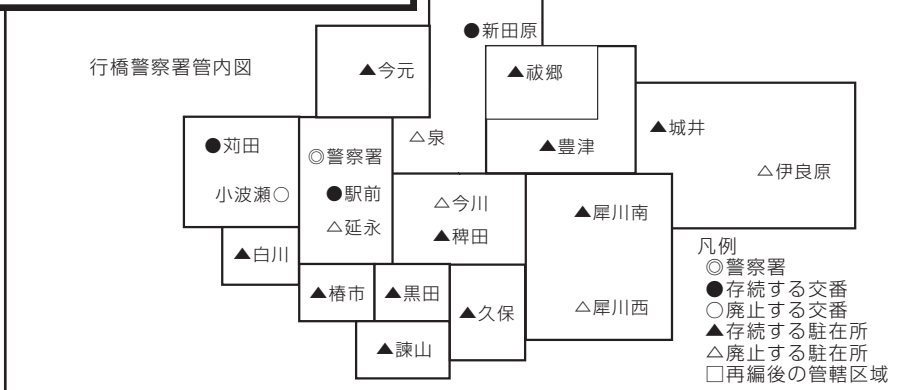 ●新田原
行橋警察署管内図
▲今元
▲祓郷
▲城井
△泉
●苅田
▲豊津
◎警察署
△伊良原
小波瀬○
●駅前
△今川
▲犀川南
△延永
▲稗田
▲白川
凡例
◎警察署
●存続する交番
○廃止する交番
▲存続する駐在所
△廃止する駐在所
□再編後の管轄区域
▲椿市
▲黒田
▲久保
△犀川西
▲諫山